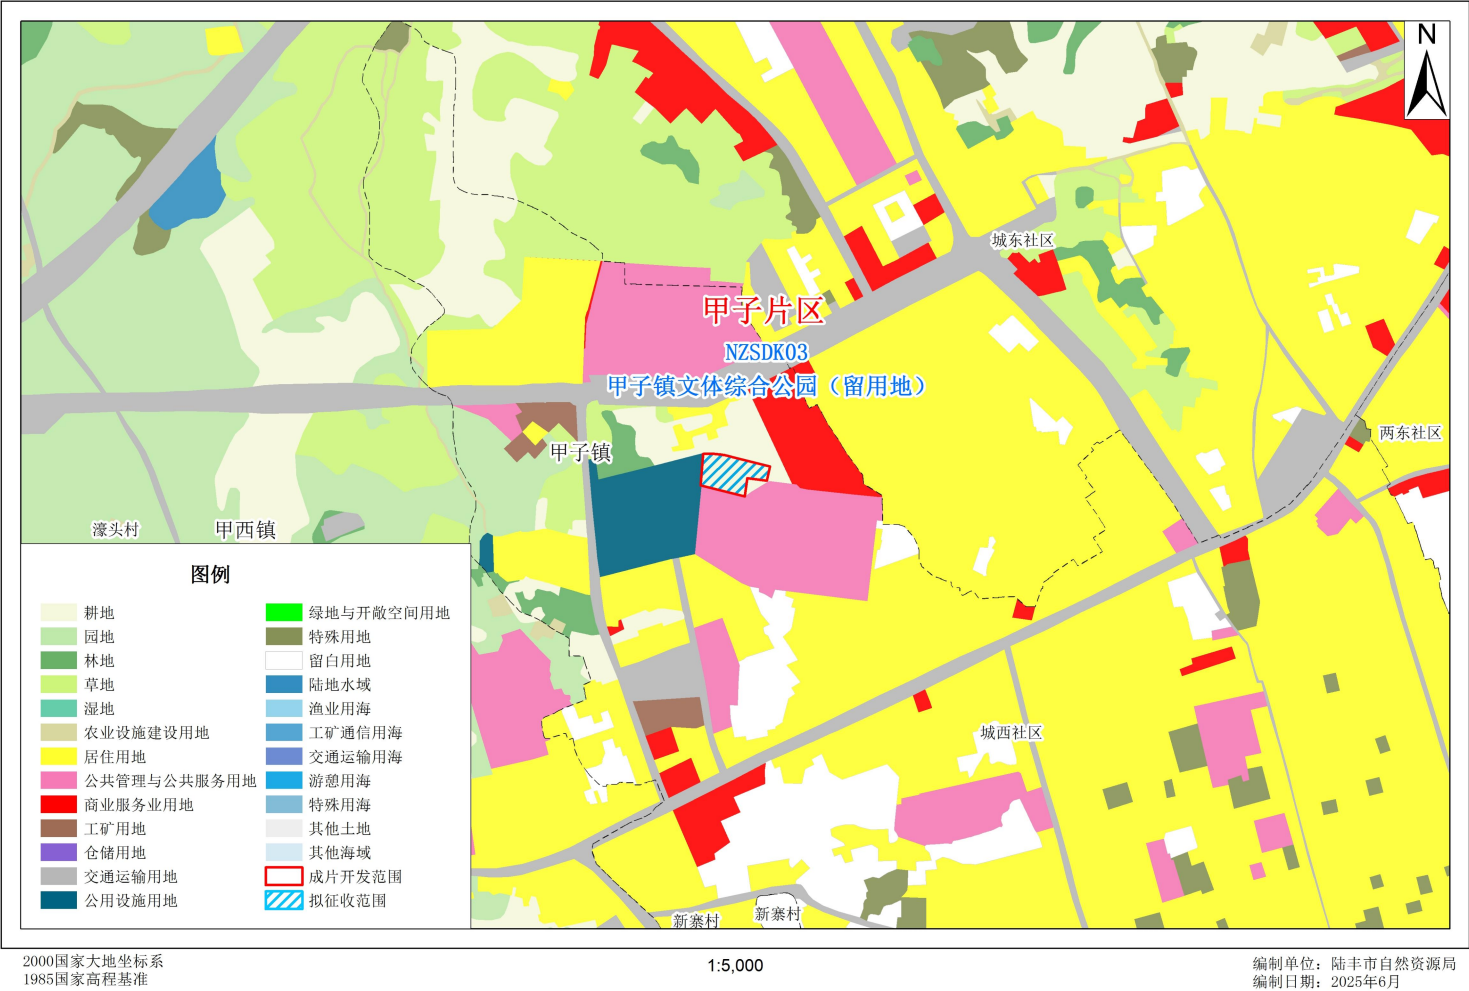 N
城东社区
甲子片区
NZSDK03
甲子镇文体综合公园（留用地）
两东社区
甲子镇
濠头村
甲西镇
图例
耕地
园地
林地
草地
湿地
农业设施建设用地
居住用地
公共管理与公共服务用地
商业服务业用地
工矿用地
仓储用地
交通运输用地
公用设施用地
绿地与开敞空间用地
特殊用地
留白用地
陆地水域
渔业用海
工矿通信用海
交通运输用海
游憩用海
特殊用海
其他土地
其他海域
成片开发范围
拟征收范围
城西社区
新寨村
新寨村
2000国家大地坐标系
1985国家高程基准
1:5,000
编制单位：陆丰市自然资源局
编制日期：2025年6月